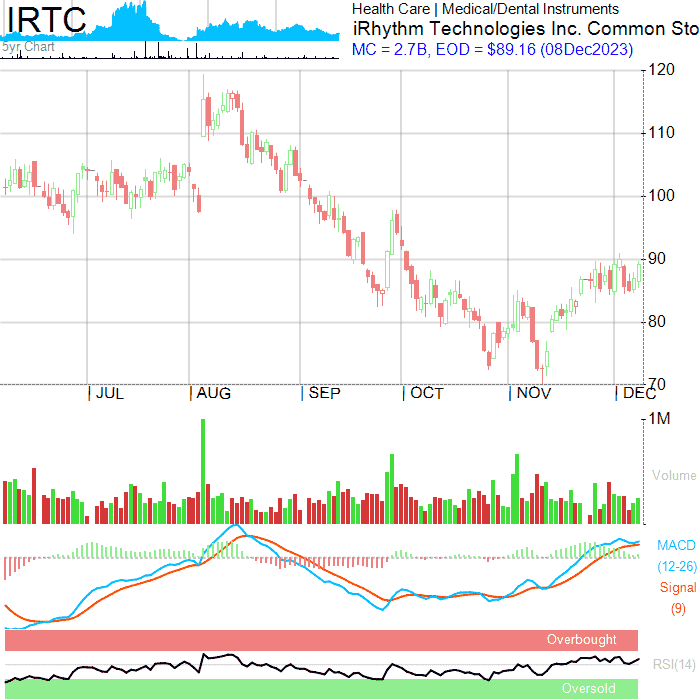 IRTC
5yr Chart
Health Care | Medical/Dental Instruments
iRhythm Technologies Inc. Common Sto
MC = 2.7B, EOD = $89.16 (08Dec2023)
120
110
100
90
80
70
JUL AUG SEP OCT NOV DEC
1M
Volume
MACD
(12-26)
Signal
(9)
Overbought
RSI(14)
Oversold